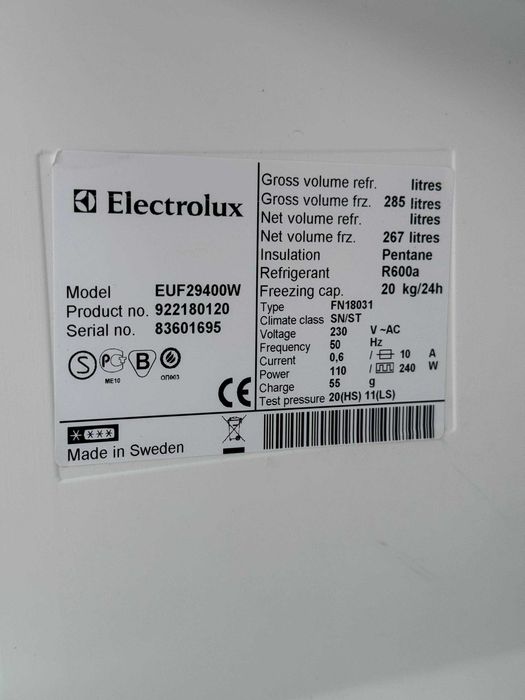 Electrolux
Model EUF29400W
Product no. 922180120
Serial no. 83601695
S PG B
ME10 ОП003
CE
Made in Sweden
Gross volume refr. litres
Gross volume frz. 285 litres
Net volume refr. litres
Net volume frz. 267 litres
Insulation Pentane
Refrigerant R600a
Freezing cap. 20 kg/24h
Type FN18031
Climate class SN/ST
Voltage 230 V ~AC
Frequency 50 Hz
Current 0,6 / 10 A
Power 110 / 240 W
Charge 55 g
Test pressure 20(HS) 11(LS)